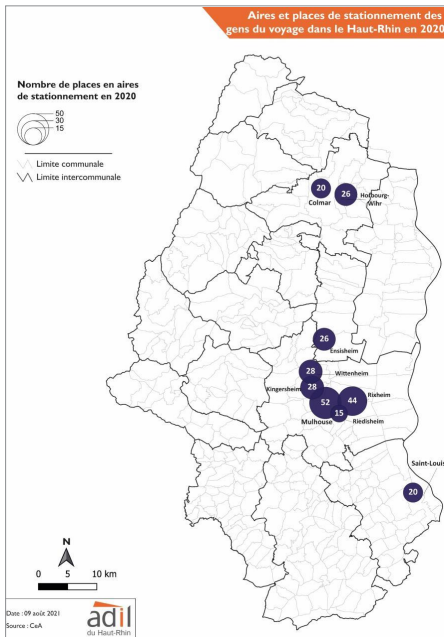 Aires et places de stationnement des
gens du voyage dans le Haut-Rhin en 2020
Nombre de places en aires
de stationnement en 2020
50
30
15
Limite communale
Limite intercommunale
20
Colmar
26
Horbourg-
Wihr
26
Ensisheim
28
Wittenheim
Kingersheim
28
52
44
Rixheim
15
Mulhouse
Riedisheim
Saint-Louis
20
N
0 5 10 km
Date : 09 août 2021
Source : CeA
adil
du Haut-Rhin